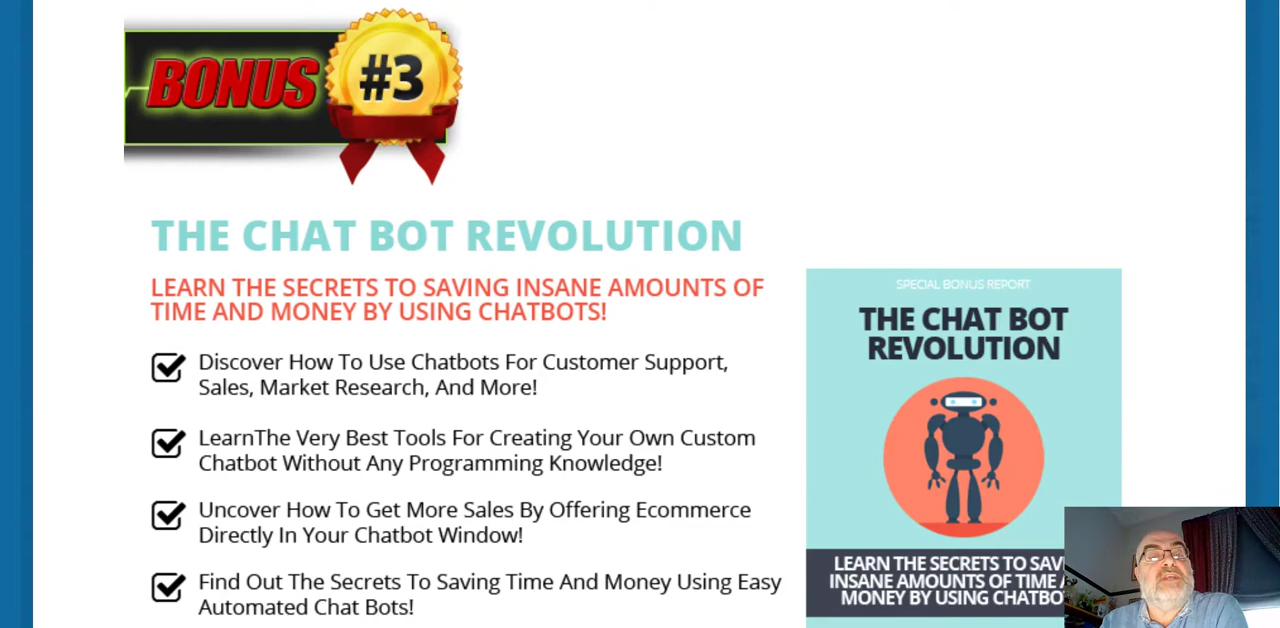 BONUS #3
THE CHAT BOT REVOLUTION
LEARN THE SECRETS TO SAVING INSANE AMOUNTS OF
TIME AND MONEY BY USING CHATBOTS!
Discover How To Use Chatbots For Customer Support,
Sales, Market Research, And More!
LearnThe Very Best Tools For Creating Your Own Custom
Chatbot Without Any Programming Knowledge!
Uncover How To Get More Sales By Offering Ecommerce
Directly In Your Chatbot Window!
Find Out The Secrets To Saving Time And Money Using Easy
Automated Chat Bots!
SPECIAL BONUS REPORT
THE CHAT BOT
REVOLUTION
LEARN THE SECRETS TO
INSANE AMOUNTS OF TIME
MONEY BY USING